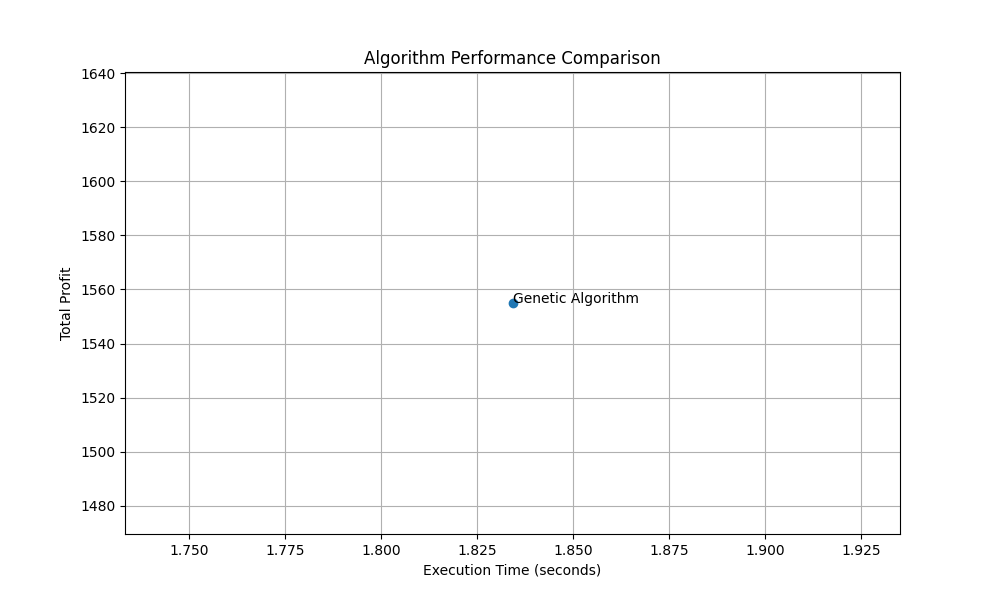 Algorithm Performance Comparison
1640
1620
1600
1580
1560
1540
1520
1500
1480
Total Profit
Genetic Algorithm
1.750 1.775 1.800 1.825 1.850 1.875 1.900 1.925
Execution Time (seconds)